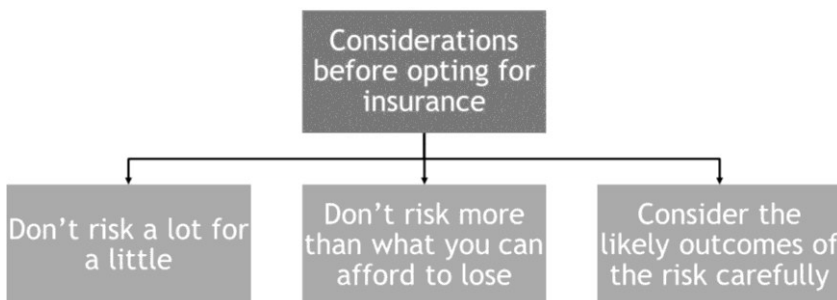 Considerations
before opting for
insurance
Don’t risk a lot for
a little
Don’t risk more
than what you can
afford to lose
Consider the
likely outcomes of
the risk carefully